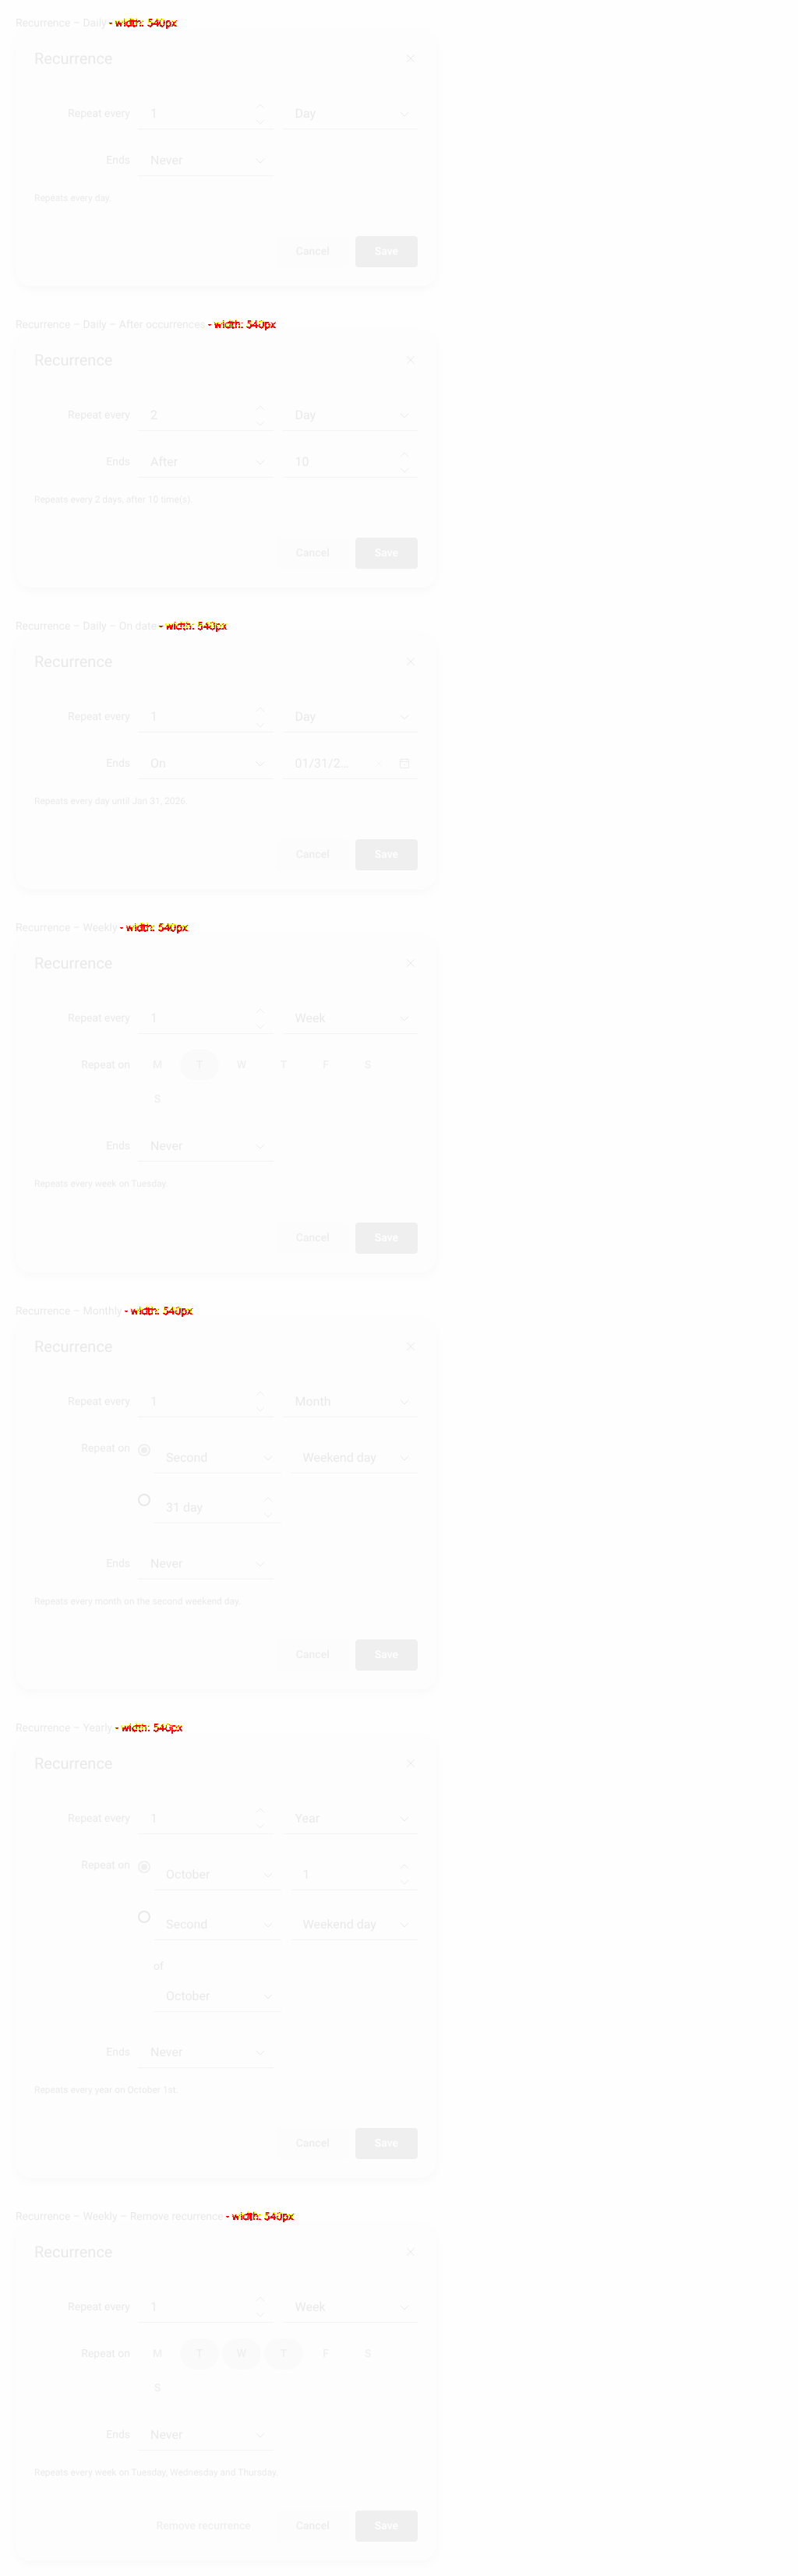 Recurrence – Daily - width: 540px
Recurrence
Repeat every 1 Day
Ends Never
Repeats every day
Cancel Save
Recurrence – Daily – After occurrences - width: 540px
Recurrence
Repeat every 2 Day
Ends After 10
Repeats every 2 days, after 10 time(s)
Cancel Save
Recurrence – Daily – On date - width: 540px
Recurrence
Repeat every 1 Day
Ends On 01/31/2...
Repeats every day until Jan 31, 2026.
Cancel Save
Recurrence – Weekly - width: 540px
Recurrence
Repeat every 1 Week
Repeat on M T W T F S
S
Ends Never
Repeats every week on Tuesday.
Cancel Save
Recurrence – Monthly - width: 540px
Recurrence
Repeat every 1 Month
Repeat on Second Weekend day
31 day
Ends Never
Repeats every month on the second weekend day.
Cancel Save
Recurrence – Yearly - width: 540px
Recurrence
Repeat every 1 Year
Repeat on October 1
Second Weekend day
of
October
Ends Never
Repeats every year on October 1st
Cancel Save
Recurrence – Weekly – Remove recurrence - width: 540px
Recurrence
Repeat every 1 Week
Repeat on M T W T F S
S
Ends Never
Repeats every week on Tuesday, Wednesday and Thursday.
Remove recurrence Cancel Save